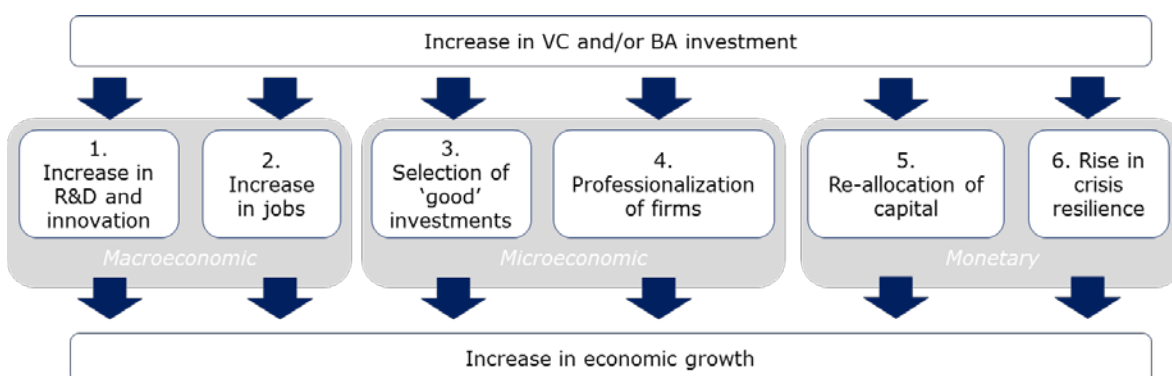 Increase in VC and/or BA investment
1.
Increase in
R&D and
innovation
2.
Increase
in jobs
3.
Selection of
‘good’
investments
4.
Professionalization
of firms
5.
Re-allocation of
capital
6. Rise in
crisis
resilience
Macroeconomic
Microeconomic
Monetary
Increase in economic growth